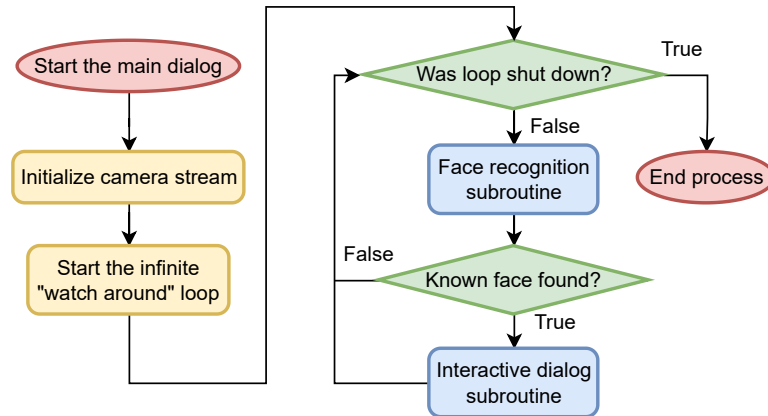 Start the main dialog
Initialize camera stream
Start the infinite
"watch around" loop
Was loop shut down?
True
False
End process
Face recognition
subroutine
False
Known face found?
True
Interactive dialog
subroutine